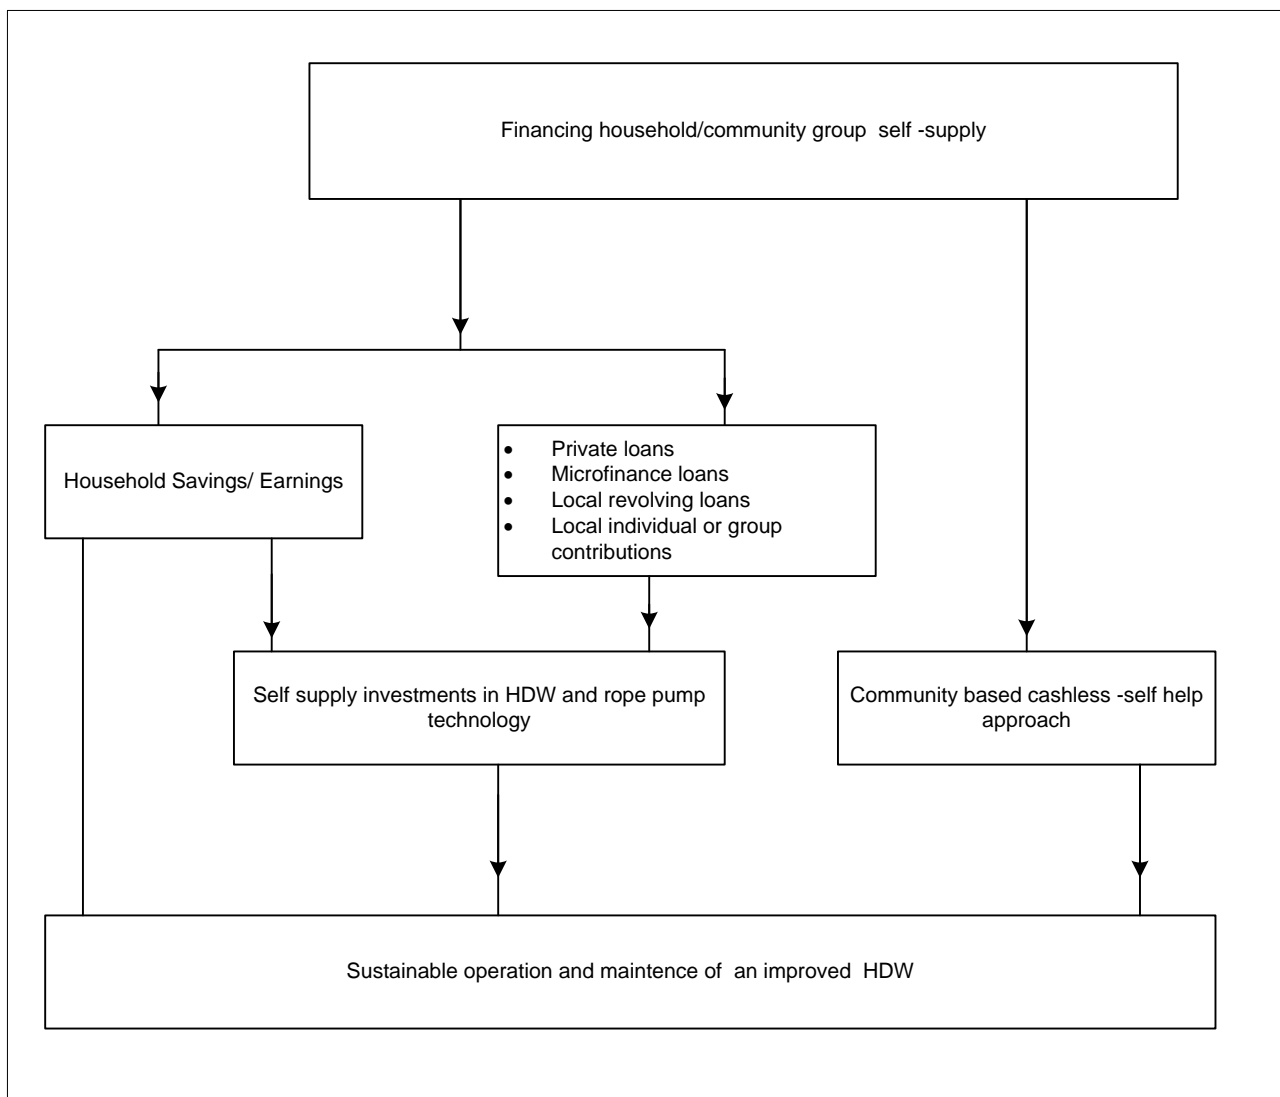 Financing household/community group self -supply
Household Savings/ Earnings
• Private loans
• Microfinance loans
• Local revolving loans
• Local individual or group
contributions
Self supply investments in HDW and rope pump
technology
Community based cashless -self help
approach
Sustainable operation and maintence of an improved HDW